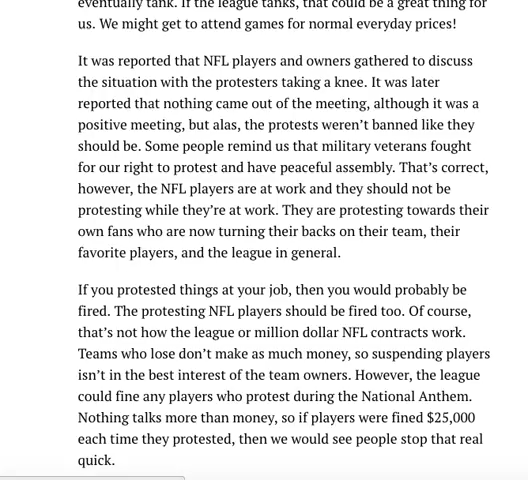 eventually tank. If the league tanks, that could be a great thing for
us. We might get to attend games for normal everyday prices!
It was reported that NFL players and owners gathered to discuss
the situation with the protesters taking a knee. It was later
reported that nothing came out of the meeting, although it was a
positive meeting, but alas, the protests weren’t banned like they
should be. Some people remind us that military veterans fought
for our right to protest and have peaceful assembly. That’s correct,
however, the NFL players are at work and they should not be
protesting while they’re at work. They are protesting towards their
own fans who are now turning their backs on their team, their
favorite players, and the league in general.
If you protested things at your job, then you would probably be
fired. The protesting NFL players should be fired too. Of course,
that’s not how the league or million dollar NFL contracts work.
Teams who lose don’t make as much money, so suspending players
isn’t in the best interest of the team owners. However, the league
could fine any players who protest during the National Anthem.
Nothing talks more than money, so if players were fined $25,000
each time they protested, then we would see people stop that real
quick.